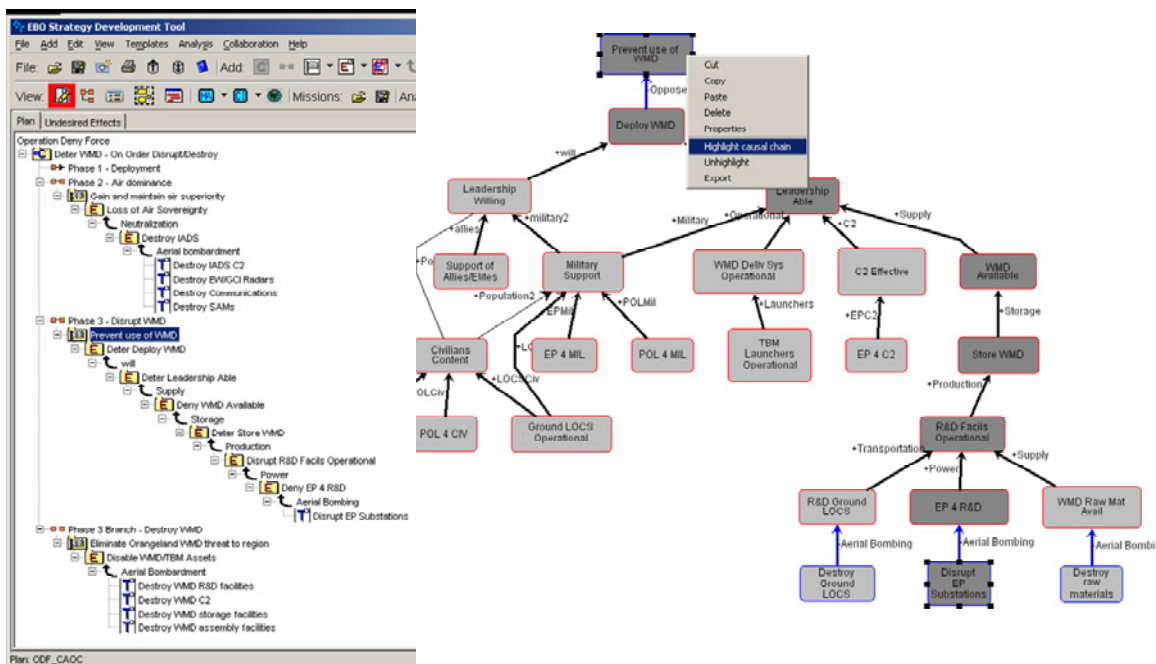 EBO Strategy Development Tool
File Add Edit View Templates Analysis Collaboration Help
File: Add:
View: Missions: Ana
Plan Undesired Effects
Operation Deny Force
Deter WMD - On Order Disrupt/Destroy
Phase 1 - Deployment
Phase 2 - Air dominance
Gain and maintain air superiority
Loss of Air Sovereignty
Neutralization
Destroy IADS
Aerial bombardment
Destroy IADS C2
Destroy EW/GCI Radars
Destroy Communications
Destroy SAMs
Phase 3 - Disrupt WMD
Prevent use of WMD
Deter Deploy WMD
will
Deter Leadership Able
Supply
Deny WMD Available
Storage
Deter Store WMD
Production
Disrupt R&D Facils Operational
Power
Deny EP 4 R&D
Aerial Bombing
Disrupt EP Substations
Phase 3 Branch - Destroy WMD
Eliminate Orangeland WMD threat to region
Disable WMD/TBM Assets
Aerial Bombardment
Destroy WMD R&D facilities
Destroy WMD C2
Destroy WMD storage facilities
Destroy WMD assembly facilities
Plan: ODF_CAOC
Prevent use of
WMD
Cut
Copy
Paste
Delete
Properties
Highlight causal chain
Unhighlight
Export
-Oppose
Deploy WMD
+will
Leadership
Willing
Leadership
Able
+allies
+military2
+Military
+Operational
+C2
+Supply
Support of
Allies/Elites
Military
Support
WMD Deliv Sys
Operational
C2 Effective
WMD
Available
+Population2
+EPMil
+POLMil
+Launchers
+EPC2
+Storage
Civilians
Content
EP 4 MIL
POL 4 MIL
TBM
Launchers
Operational
EP 4 C2
Store WMD
OLCiv
+LOCSCiv
+Production
POL 4 CIV
Ground LOCS
Operational
R&D Facils
Operational
+Transportation
+Power
+Supply
R&D Ground
LOCS
EP 4 R&D
WMD Raw Mat
Avail
-Aerial Bombing
-Aerial Bombing
-Aerial Bombi
Destroy
Ground
LOCS
Disrupt
EP
Substations
Destroy
raw
materials